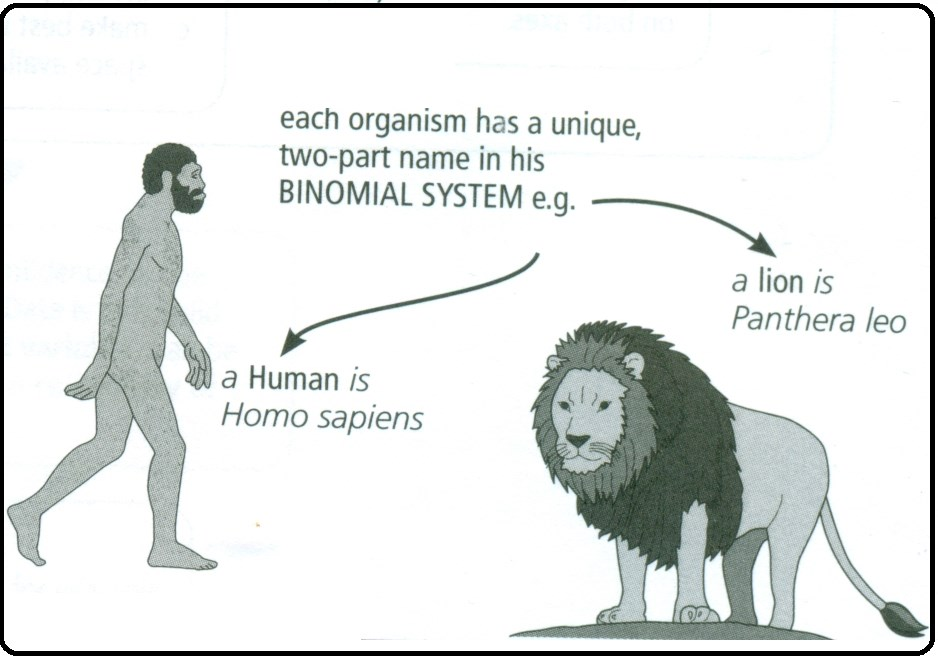 each organism has a unique,
two-part name in his
BINOMIAL SYSTEM e.g.
a lion is
Panthera leo
a Human is
Homo sapiens